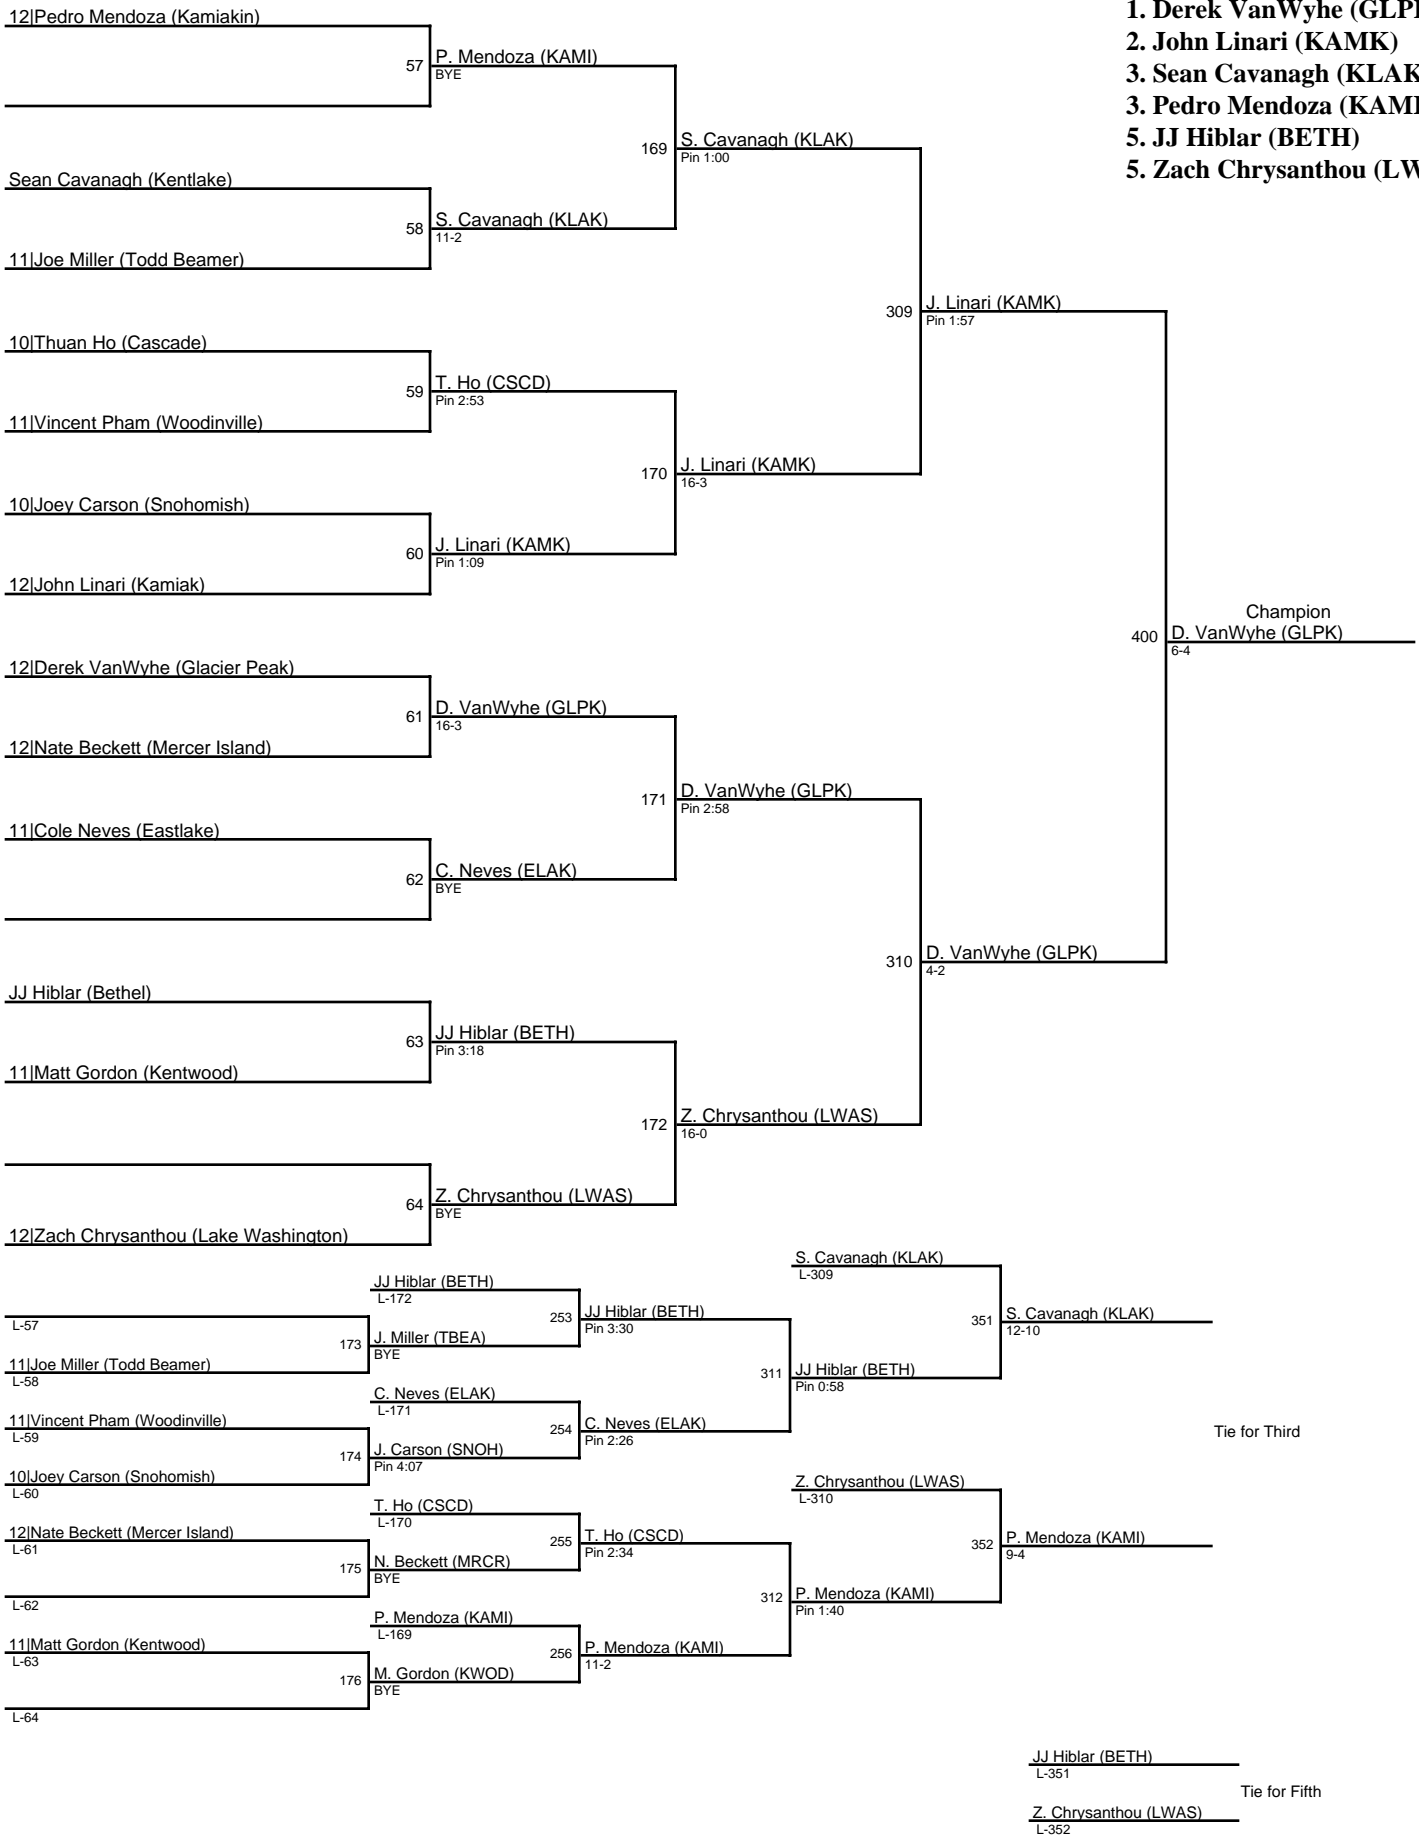 1. Derek VanWyhe (GLP
2. John Linari (KAMK)
3. Sean Cavanagh (KLAK
3. Pedro Mendoza (KAMI
5. JJ Hiblar (BETH)
5. Zach Chrysanthou (LW
12|Pedro Mendoza (Kamiakin)
57
P. Mendoza (KAMI)
BYE
169
S. Cavanagh (KLAK)
Pin 1:00
Sean Cavanagh (Kentlake)
58
S. Cavanagh (KLAK)
11-2
11|Joe Miller (Todd Beamer)
309
J. Linari (KAMK)
Pin 1:57
10|Thuan Ho (Cascade)
59
T. Ho (CSCD)
Pin 2:53
11|Vincent Pham (Woodinville)
170
J. Linari (KAMK)
16-3
10|Joey Carson (Snohomish)
60
J. Linari (KAMK)
Pin 1:09
12|John Linari (Kamiak)
Champion
400
D. VanWyhe (GLPK)
6-4
12|Derek VanWyhe (Glacier Peak)
61
D. VanWyhe (GLPK)
16-3
12|Nate Beckett (Mercer Island)
171
D. VanWyhe (GLPK)
Pin 2:58
11|Cole Neves (Eastlake)
62
C. Neves (ELAK)
BYE
310
D. VanWyhe (GLPK)
4-2
JJ Hiblar (Bethel)
63
JJ Hiblar (BETH)
Pin 3:18
11|Matt Gordon (Kentwood)
172
Z. Chrysanthou (LWAS)
16-0
64
Z. Chrysanthou (LWAS)
BYE
12|Zach Chrysanthou (Lake Washington)
S. Cavanagh (KLAK)
L-309
JJ Hiblar (BETH)
L-172
253
JJ Hiblar (BETH)
Pin 3:30
351
S. Cavanagh (KLAK)
12-10
L-57
173
J. Miller (TBEA)
BYE
11|Joe Miller (Todd Beamer)
L-58
311
JJ Hiblar (BETH)
Pin 0:58
C. Neves (ELAK)
L-171
11|Vincent Pham (Woodinville)
L-59
254
C. Neves (ELAK)
Pin 2:26
Tie for Third
174
J. Carson (SNOH)
Pin 4:07
10|Joey Carson (Snohomish)
L-60
Z. Chrysanthou (LWAS)
L-310
T. Ho (CSCD)
L-170
12|Nate Beckett (Mercer Island)
L-61
255
T. Ho (CSCD)
Pin 2:34
352
P. Mendoza (KAMI)
9-4
175
N. Beckett (MRCR)
BYE
L-62
312
P. Mendoza (KAMI)
Pin 1:40
P. Mendoza (KAMI)
L-169
11|Matt Gordon (Kentwood)
L-63
256
P. Mendoza (KAMI)
11-2
176
M. Gordon (KWOD)
BYE
L-64
JJ Hiblar (BETH)
L-351
Tie for Fifth
Z. Chrysanthou (LWAS)
L-352